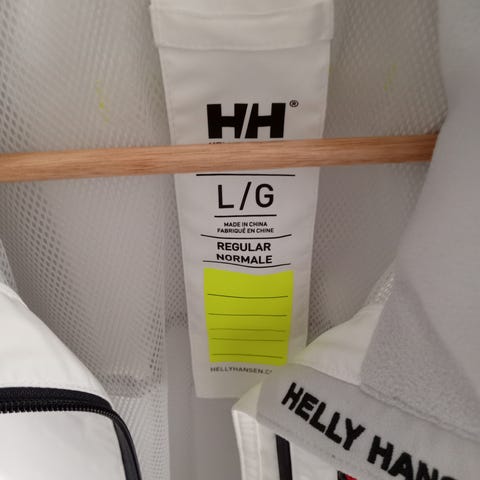 HH®
L/G
MADE IN CHINA
FABRIQUÉ EN CHINE
REGULAR
NORMALE
HELLYHANSEN.C
HELLY HANS